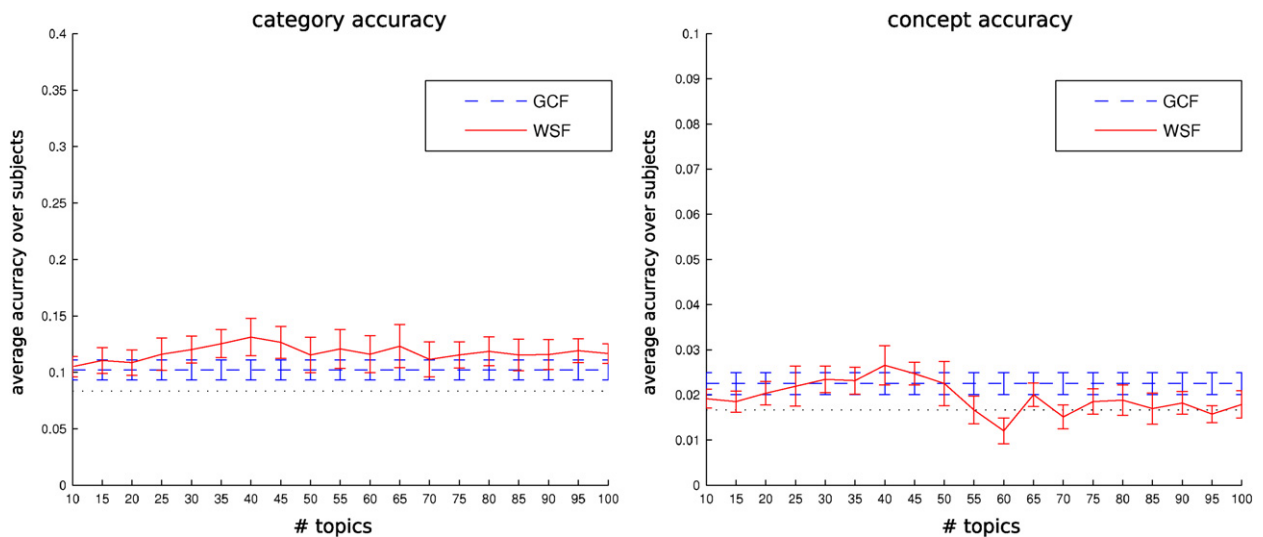 category accuracy
0.4
0.35
0.3
0.25
0.2
0.15
0.1
0.05
0
average acurracy over subjects
GCF
WSF
10 15 20 25 30 35 40 45 50 55 60 65 70 75 80 85 90 95 100
# topics
concept accuracy
0.1
0.09
0.08
0.07
0.06
0.05
0.04
0.03
0.02
0.01
0
average accuracy over subjects
GCF
WSF
10 15 20 25 30 35 40 45 50 55 60 65 70 75 80 85 90 95 100
# topics